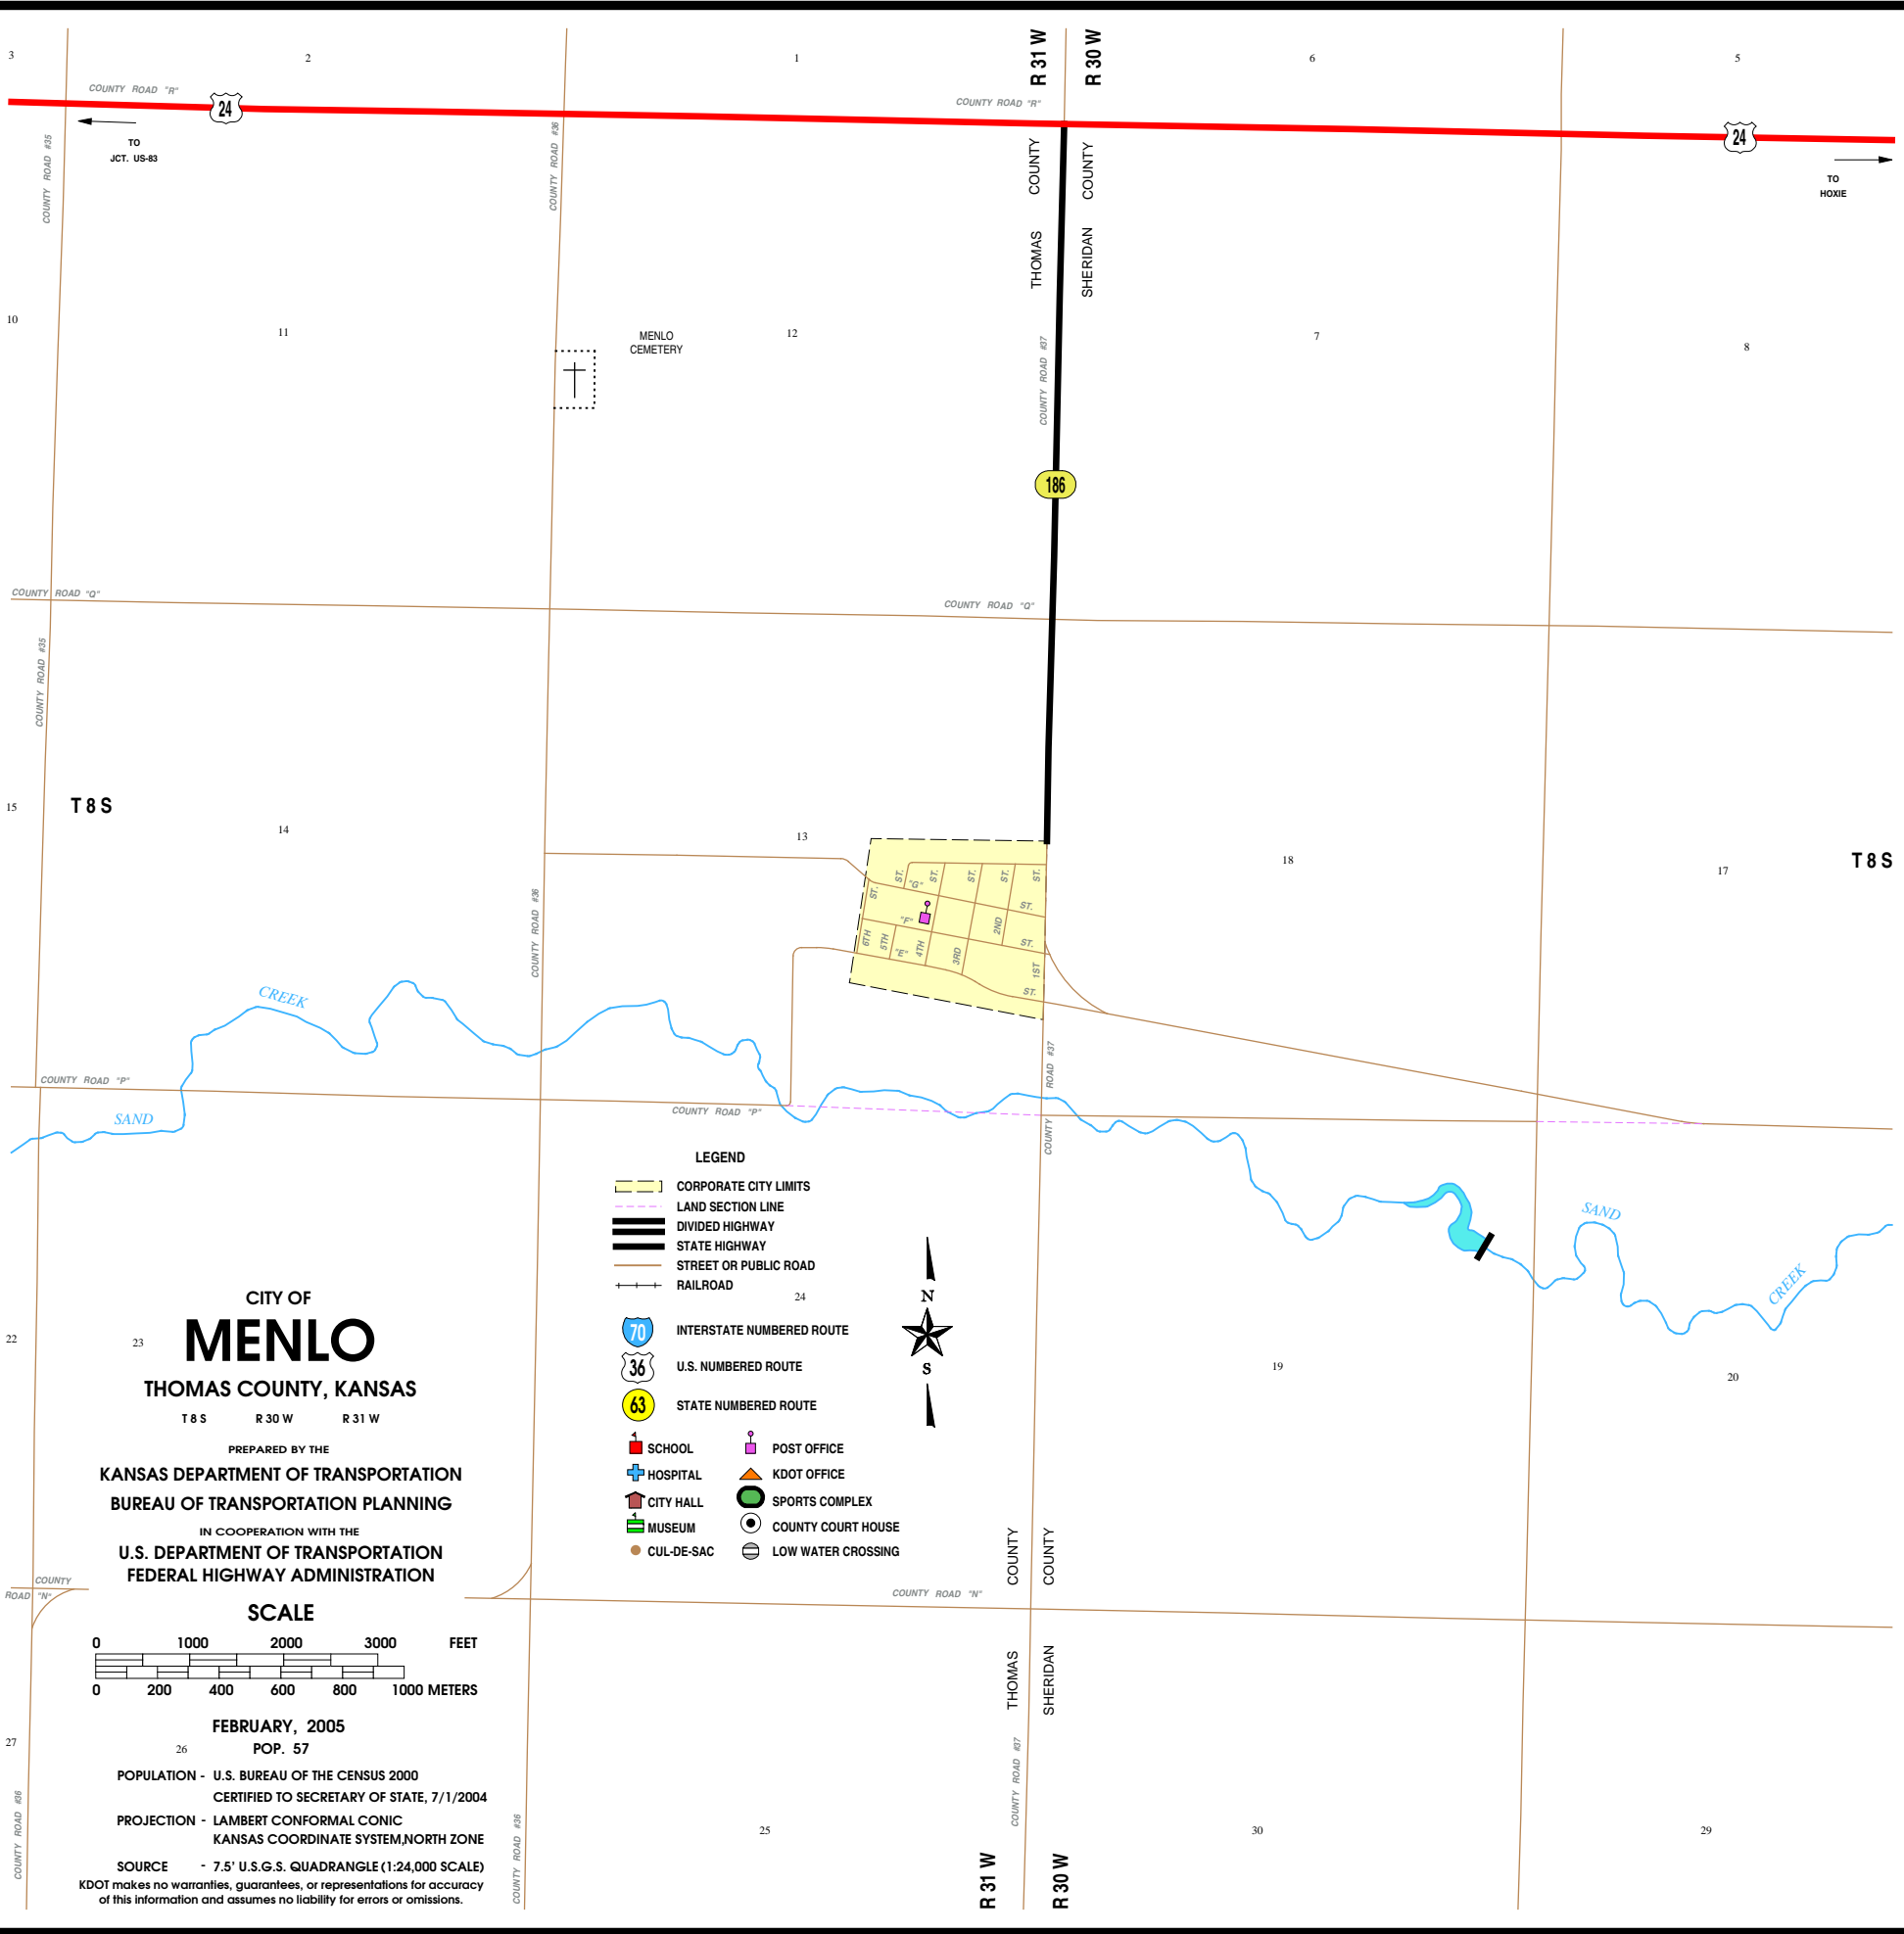 3
2
1
R 31 W
R 30 W
6
5
COUNTY ROAD "R"
24
COUNTY ROAD "R"
24
TO
JCT. US-83
TO
HOXIE
COUNTY ROAD #35
COUNTY ROAD #36
THOMAS COUNTY
SHERIDAN COUNTY
10
11
MENLO
CEMETERY
12
COUNTY ROAD #37
7
8
186
COUNTY ROAD "Q"
COUNTY ROAD "Q"
COUNTY ROAD #35
15
T 8 S
14
13
18
17
T 8 S
COUNTY ROAD #36
ST.
ST.
"G"
ST.
ST.
ST.
ST.
ST.
"F"
ST.
6TH
5TH
"E"
4TH
3RD
2ND
1ST
ST.
CREEK
SAND
COUNTY ROAD "P"
COUNTY ROAD "P"
COUNTY ROAD #37
SAND
CREEK
LEGEND
CORPORATE CITY LIMITS
LAND SECTION LINE
DIVIDED HIGHWAY
STATE HIGHWAY
STREET OR PUBLIC ROAD
RAILROAD
24
N
S
70 INTERSTATE NUMBERED ROUTE
36 U.S. NUMBERED ROUTE
63 STATE NUMBERED ROUTE
SCHOOL
POST OFFICE
HOSPITAL
KDOT OFFICE
CITY HALL
SPORTS COMPLEX
MUSEUM
COUNTY COURT HOUSE
CUL-DE-SAC
LOW WATER CROSSING
19
20
22
23
CITY OF
MENLO
THOMAS COUNTY, KANSAS
T 8 S R 30 W R 31 W
PREPARED BY THE
KANSAS DEPARTMENT OF TRANSPORTATION
BUREAU OF TRANSPORTATION PLANNING
IN COOPERATION WITH THE
U.S. DEPARTMENT OF TRANSPORTATION
FEDERAL HIGHWAY ADMINISTRATION
COUNTY
ROAD "N"
COUNTY ROAD "N"
THOMAS COUNTY
SHERIDAN COUNTY
SCALE
0 1000 2000 3000 FEET
0 200 400 600 800 1000 METERS
FEBRUARY, 2005
POP. 57
27
26
POPULATION - U.S. BUREAU OF THE CENSUS 2000
CERTIFIED TO SECRETARY OF STATE, 7/1/2004
PROJECTION - LAMBERT CONFORMAL CONIC
KANSAS COORDINATE SYSTEM,NORTH ZONE
SOURCE - 7.5' U.S.G.S. QUADRANGLE (1:24,000 SCALE)
KDOT makes no warranties, guarantees, or representations for accuracy
of this information and assumes no liability for errors or omissions.
COUNTY ROAD #36
COUNTY ROAD #36
25
COUNTY ROAD #37
30
29
R 31 W
R 30 W